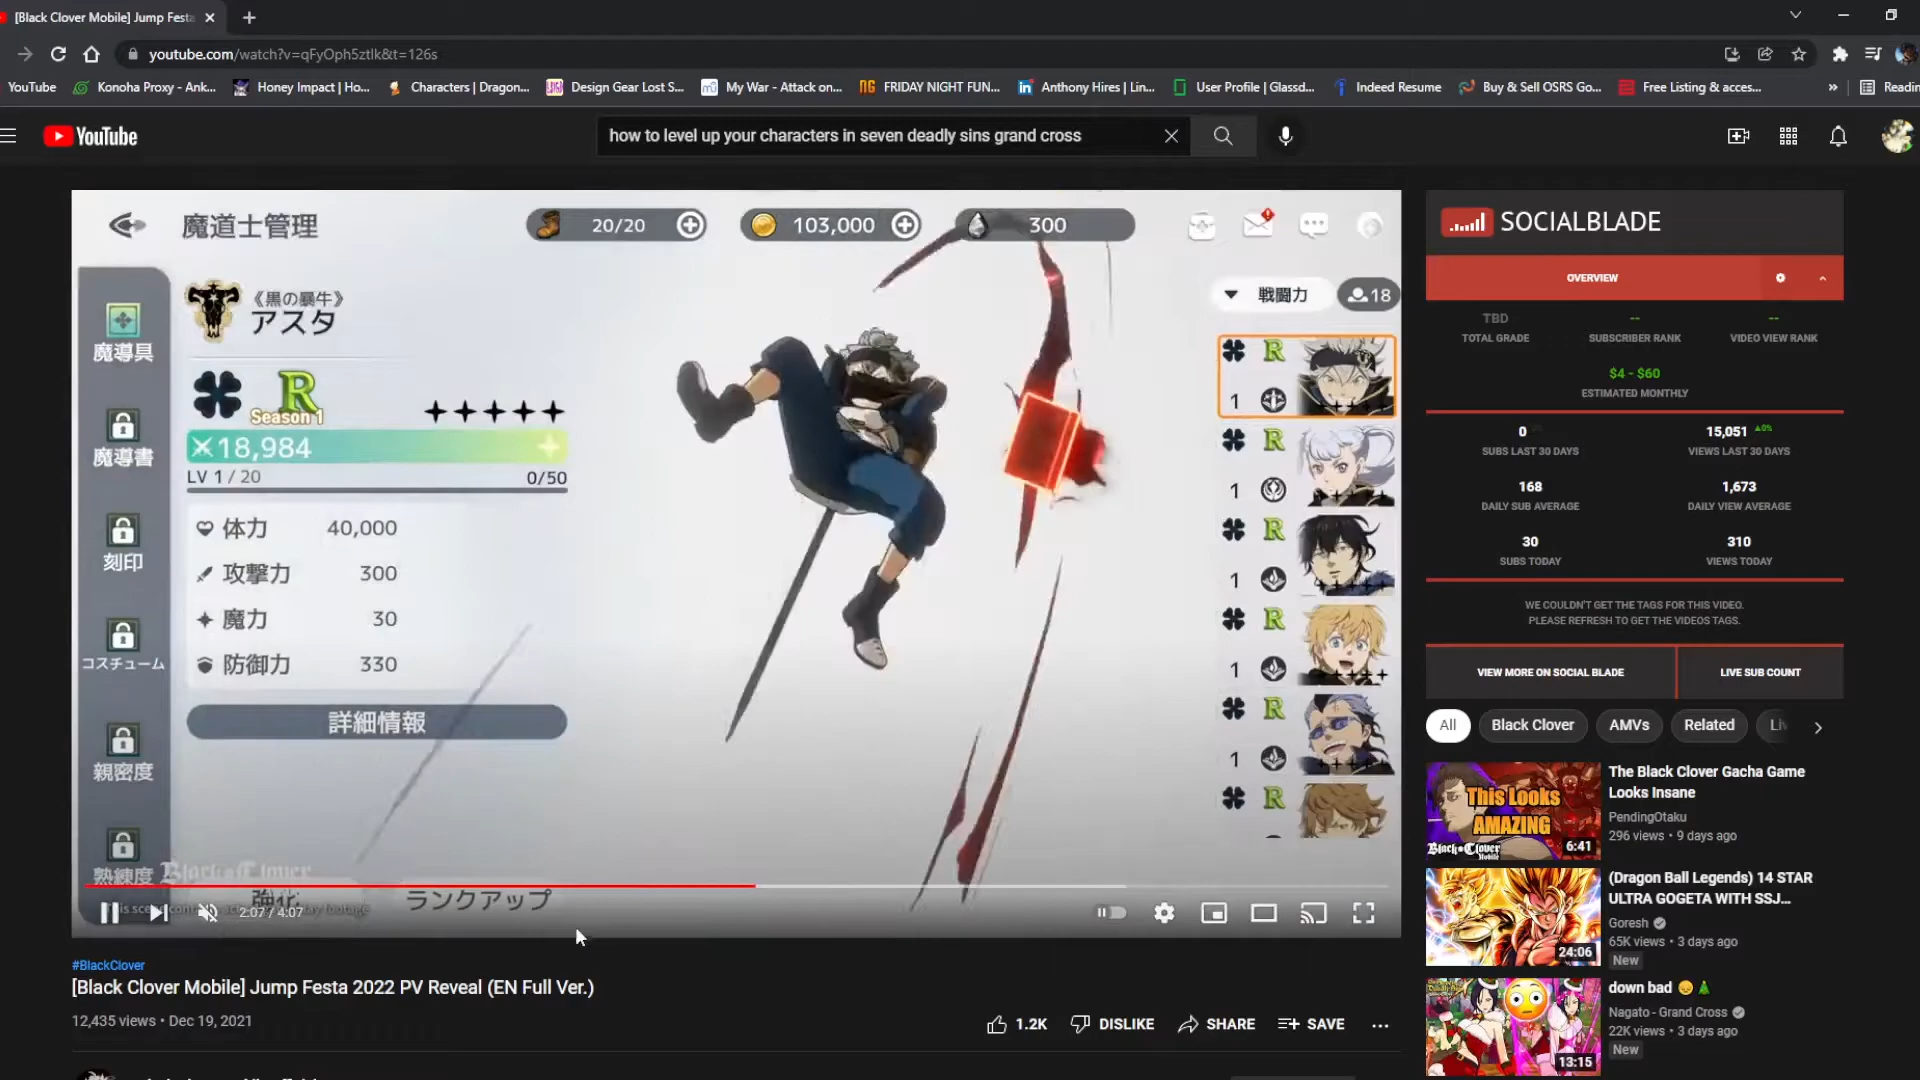 [Black Clover Mobile] Jump Festa
youtube.com/watch?v=qFyOph5ztlk&t=126s
YouTube
Konoha Proxy - Ank...
Honey Impact | Ho...
Characters | Dragon...
Design Gear Lost S...
My War - Attack on...
FRIDAY NIGHT FUN...
Anthony Hires | Lin...
User Profile | Glassd...
Indeed Resume
Buy & Sell OSRS Go...
Free Listing & acces...
»
YouTube
how to level up your characters in seven deadly sins grand cross
魔道士管理
20/20
103,000
300
《黒の暴牛》
アスタ
R
Season 1
18,984
LV 1 / 20
0/50
体力 40,000
攻撃力 300
魔力 30
防御力 330
詳細情報
魔導具
魔導書
刻印
コスチューム
親密度
熟練度
Black Clover
強化
ランクアップ
戦闘力
18
R
1
R
1
R
1
R
1
R
1
R
2:07 / 4:07
#BlackClover
[Black Clover Mobile] Jump Festa 2022 PV Reveal (EN Full Ver.)
12,435 views • Dec 19, 2021
1.2K
DISLIKE
SHARE
SAVE
SOCIALBLADE
OVERVIEW
TBD
TOTAL GRADE
--
SUBSCRIBER RANK
--
VIDEO VIEW RANK
$4 - $60
ESTIMATED MONTHLY
0
SUBS LAST 30 DAYS
15,051 ▲0%
VIEWS LAST 30 DAYS
168
DAILY SUB AVERAGE
1,673
DAILY VIEW AVERAGE
30
SUBS TODAY
310
VIEWS TODAY
WE COULDN'T GET THE TAGS FOR THIS VIDEO.
PLEASE REFRESH TO GET THE VIDEOS TAGS.
VIEW MORE ON SOCIAL BLADE
LIVE SUB COUNT
All
Black Clover
AMVs
Related
This Looks
AMAZING
Black Clover
Mobile
6:41
The Black Clover Gacha Game
Looks Insane
PendingOtaku
296 views • 9 days ago
24:06
(Dragon Ball Legends) 14 STAR
ULTRA GOGETA WITH SSJ...
Goresh
65K views • 3 days ago
New
13:15
down bad 😞🎄
Nagato - Grand Cross
22K views • 3 days ago
New